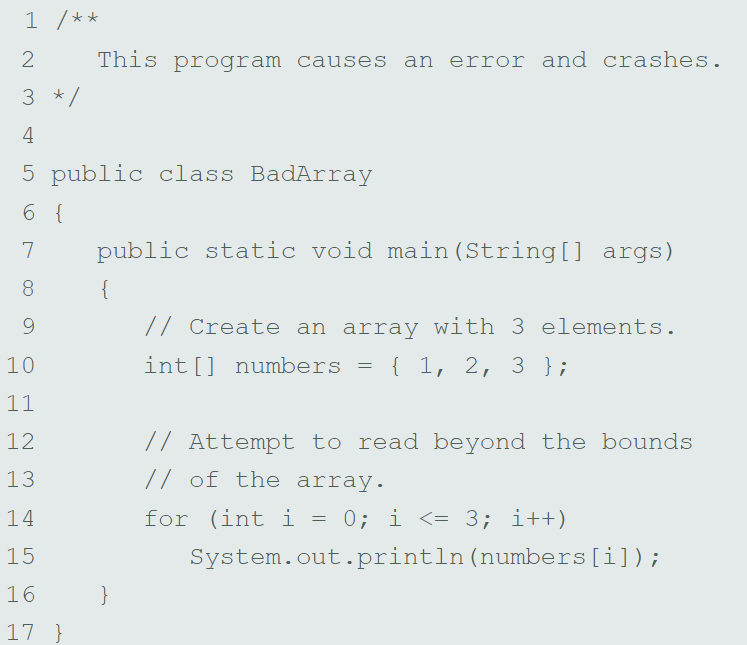 1 /**
2    This program causes an error and crashes.
3 */
4
5 public class BadArray
6 {
7    public static void main(String[] args)
8    {
9       // Create an array with 3 elements.
10       int[] numbers = { 1, 2, 3 };
11
12       // Attempt to read beyond the bounds
13       // of the array.
14       for (int i = 0; i <= 3; i++)
15          System.out.println(numbers[i]);
16    }
17 }